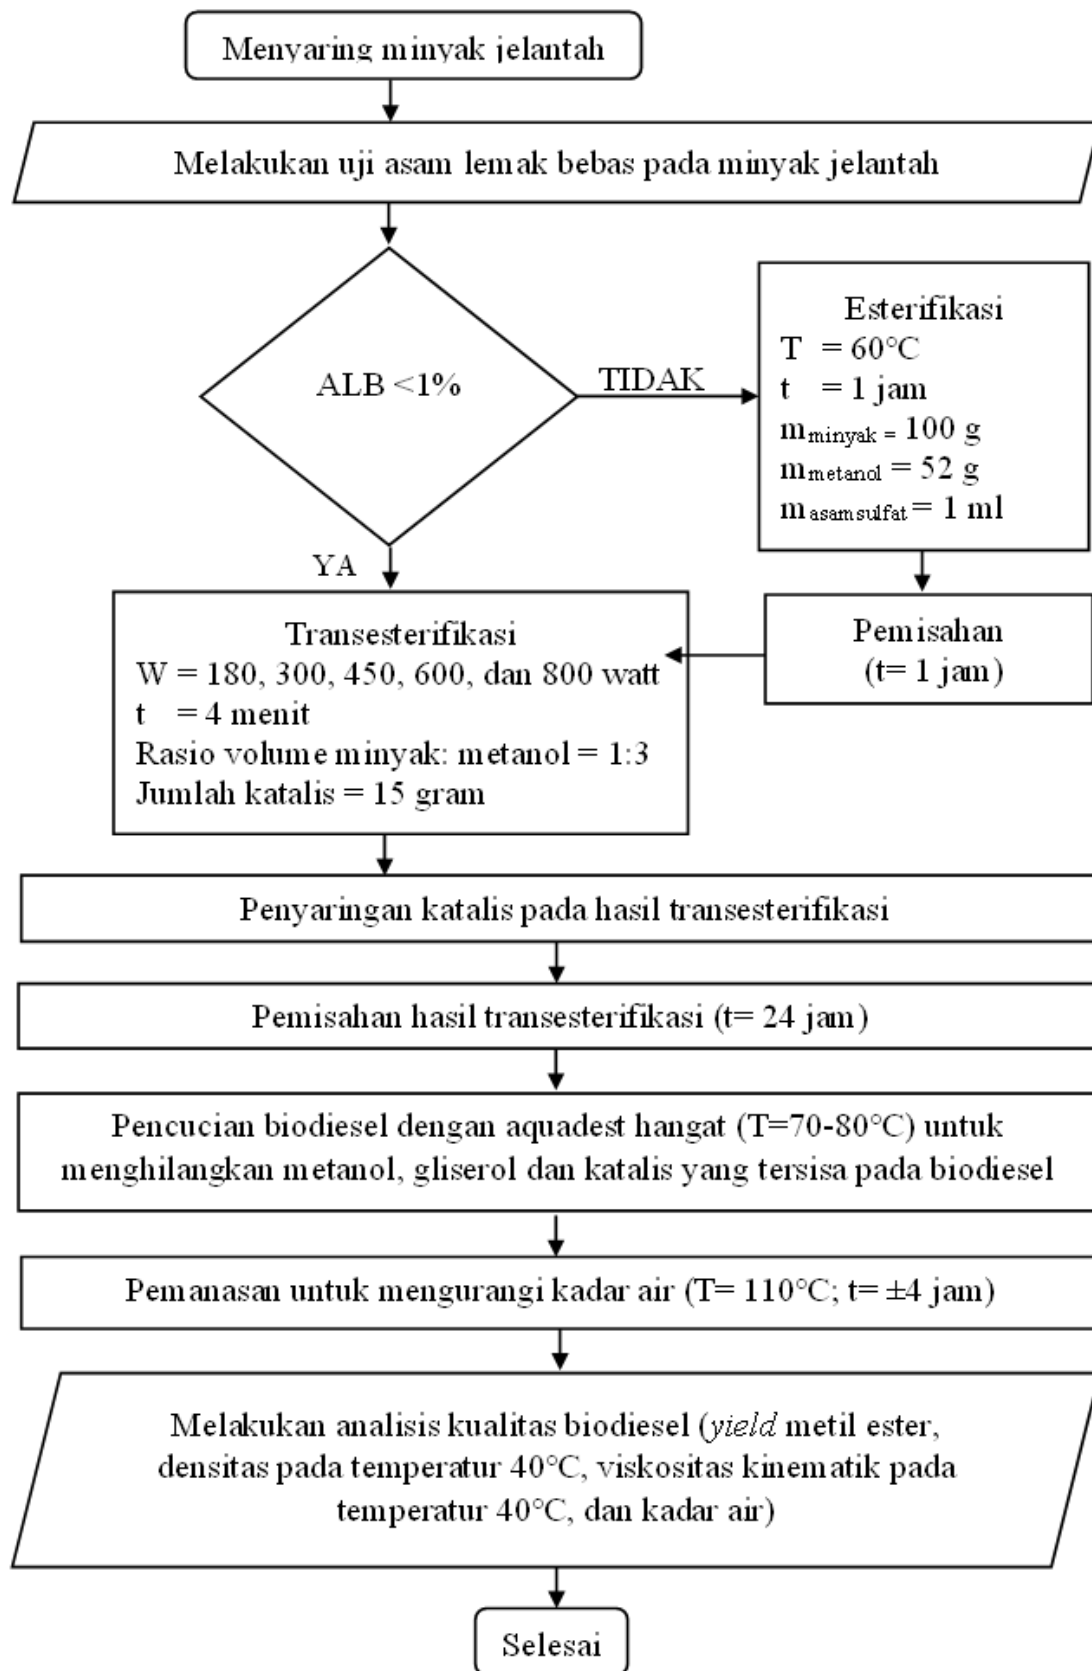 Menyaring minyak jelantah
Melakukan uji asam lemak bebas pada minyak jelantah
ALB <1%
TIDAK
Esterifikasi
T = 60°C
t = 1 jam
m minyak = 100 g
m metanol = 52 g
m asam sulfat = 1 ml
YA
Pemisahan
(t= 1 jam)
Transesterifikasi
W = 180, 300, 450, 600, dan 800 watt
t = 4 menit
Rasio volume minyak: metanol = 1:3
Jumlah katalis = 15 gram
Penyaringan katalis pada hasil transesterifikasi
Pemisahan hasil transesterifikasi (t= 24 jam)
Pencucian biodiesel dengan aquadest hangat (T=70-80°C) untuk
menghilangkan metanol, gliserol dan katalis yang tersisa pada biodiesel
Pemanasan untuk mengurangi kadar air (T= 110°C; t= ±4 jam)
Melakukan analisis kualitas biodiesel (yield metil ester,
densitas pada temperatur 40°C, viskositas kinematik pada
temperatur 40°C, dan kadar air)
Selesai